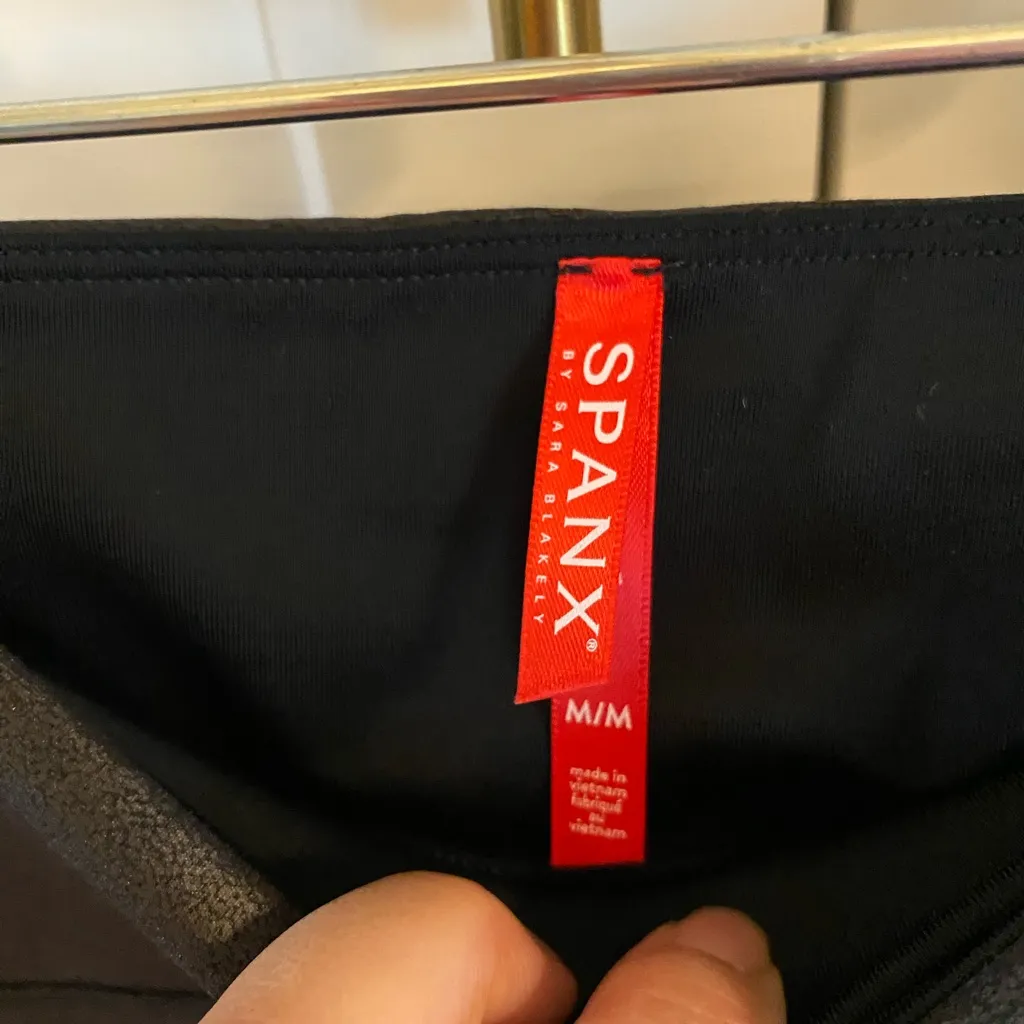 SPANX®
BY SARA BLAKELY
M/M
made in
vietnam
fabriqué
au
vietnam